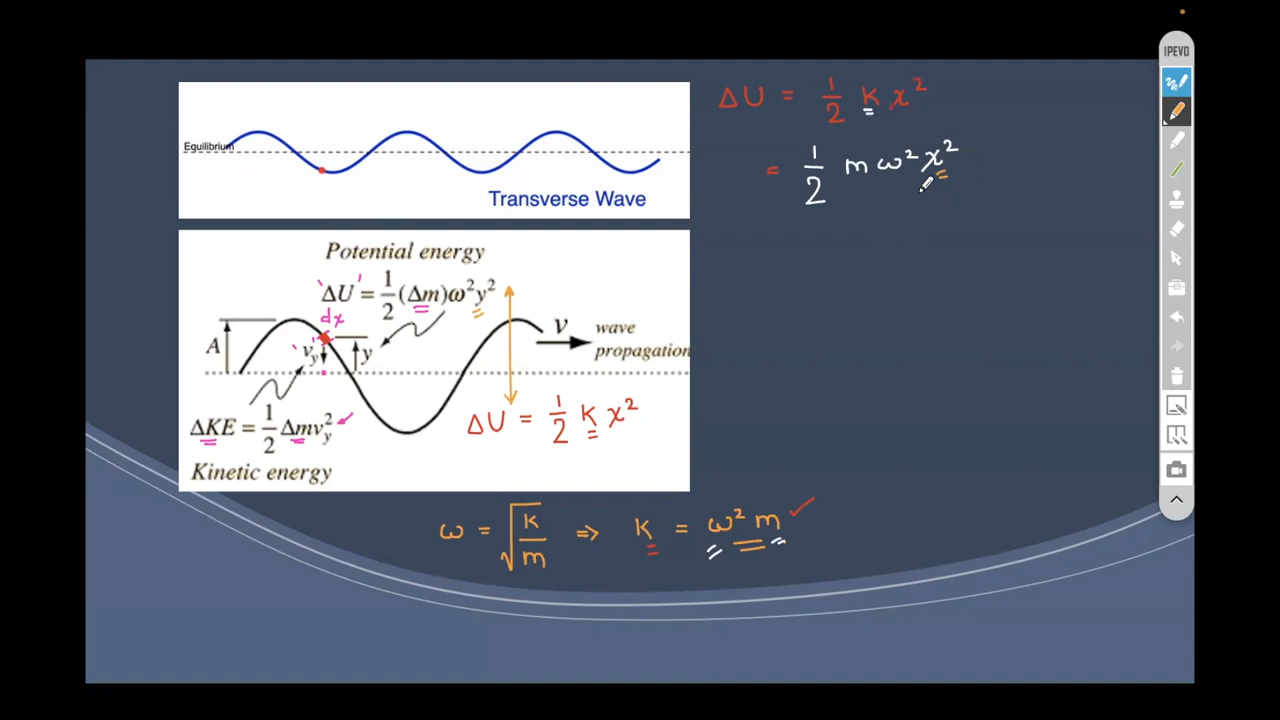 IPEVO
Equilibrium
Transverse Wave
ΔU = 1/2 k x²
= 1/2 m ω² x²
Potential energy
'ΔU' = 1/2 (Δm)ω²y²
dx
A
'v_y'
y
v
wave
propagation
ΔU = 1/2 k x²
ΔKE = 1/2 Δmv_y²
Kinetic energy
ω = √(k/m) ⇒ k = ω² m ✓